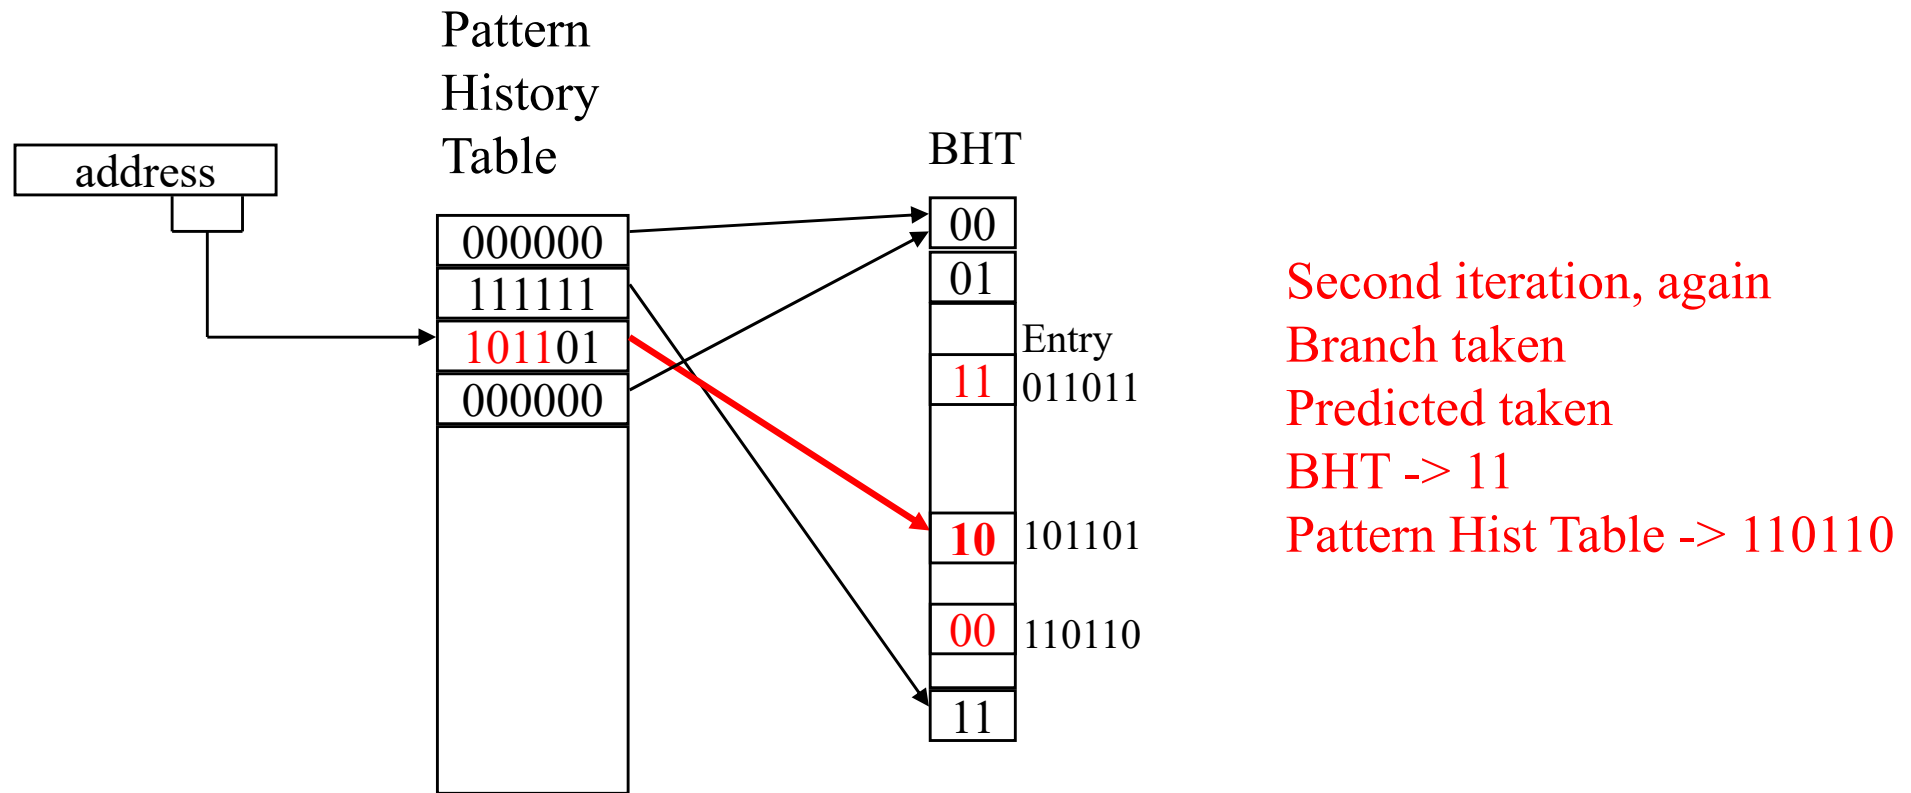 Pattern
History
Table
address
000000
111111
101101
000000
BHT
00
01
Entry
11 011011
10 101101
00 110110
11
Second iteration, again
Branch taken
Predicted taken
BHT -> 11
Pattern Hist Table -> 110110